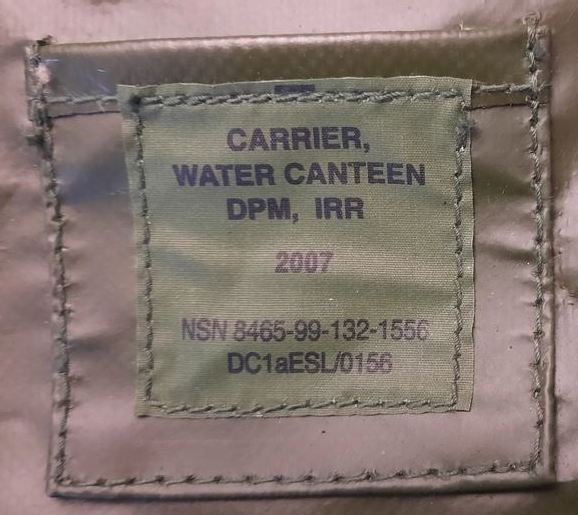 CARRIER,
WATER CANTEEN
DPM, IRR
2007
NSN 8465-99-132-1556
DC1aESL/0156